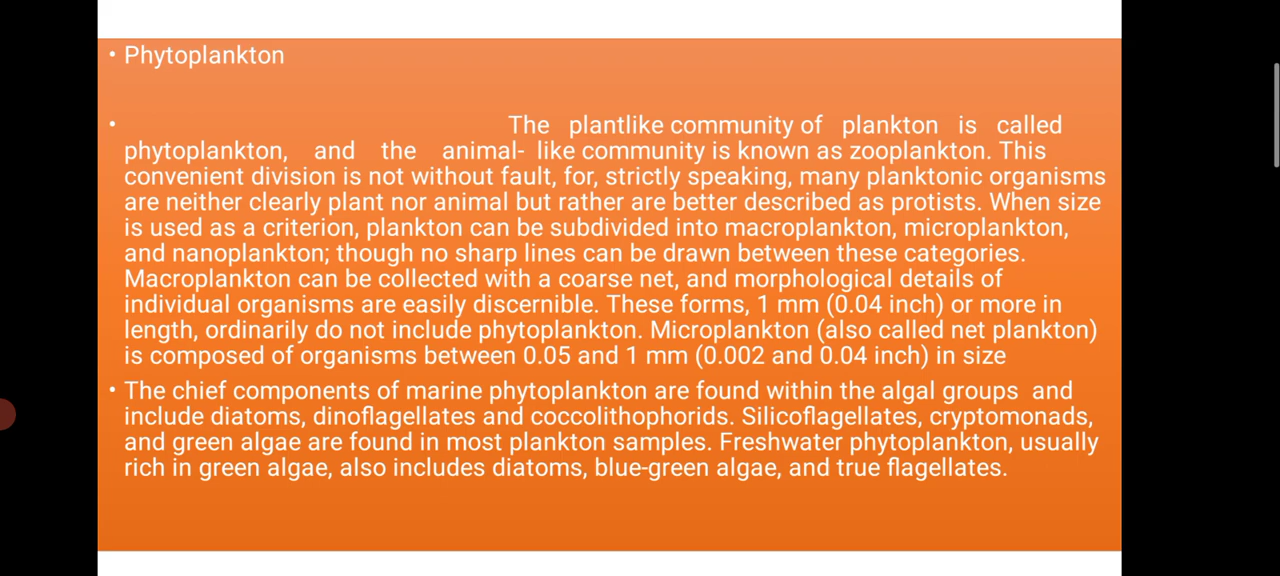 • Phytoplankton
• The plantlike community of plankton is called
phytoplankton, and the animal- like community is known as zooplankton. This
convenient division is not without fault, for, strictly speaking, many planktonic organisms
are neither clearly plant nor animal but rather are better described as protists. When size
is used as a criterion, plankton can be subdivided into macroplankton, microplankton,
and nanoplankton; though no sharp lines can be drawn between these categories.
Macroplankton can be collected with a coarse net, and morphological details of
individual organisms are easily discernible. These forms, 1 mm (0.04 inch) or more in
length, ordinarily do not include phytoplankton. Microplankton (also called net plankton)
is composed of organisms between 0.05 and 1 mm (0.002 and 0.04 inch) in size
• The chief components of marine phytoplankton are found within the algal groups and
include diatoms, dinoflagellates and coccolithophorids. Silicoflagellates, cryptomonads,
and green algae are found in most plankton samples. Freshwater phytoplankton, usually
rich in green algae, also includes diatoms, blue-green algae, and true flagellates.